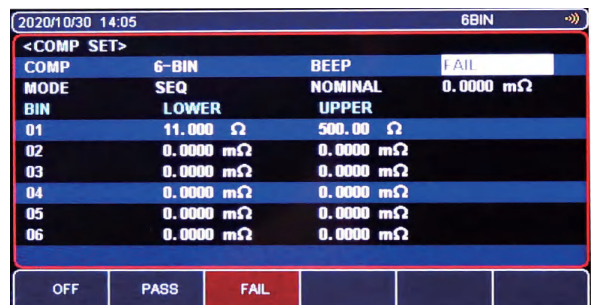 2020/10/30 14:05 6BIN
<COMP SET>
COMP 6-BIN BEEP FAIL
MODE SEQ NOMINAL 0.0000 mΩ
BIN LOWER UPPER
01 11.000 Ω 500.00 Ω
02 0.0000 mΩ 0.0000 mΩ
03 0.0000 mΩ 0.0000 mΩ
04 0.0000 mΩ 0.0000 mΩ
05 0.0000 mΩ 0.0000 mΩ
06 0.0000 mΩ 0.0000 mΩ
OFF PASS FAIL